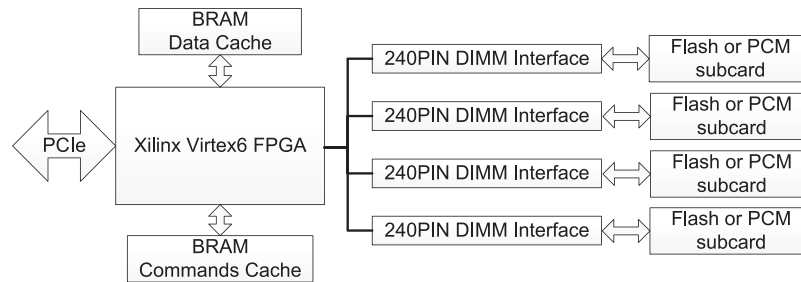 BRAM
Data Cache
PCIe
Xilinx Virtex6 FPGA
BRAM
Commands Cache
240PIN DIMM Interface
Flash or PCM
subcard
240PIN DIMM Interface
Flash or PCM
subcard
240PIN DIMM Interface
Flash or PCM
subcard
240PIN DIMM Interface
Flash or PCM
subcard